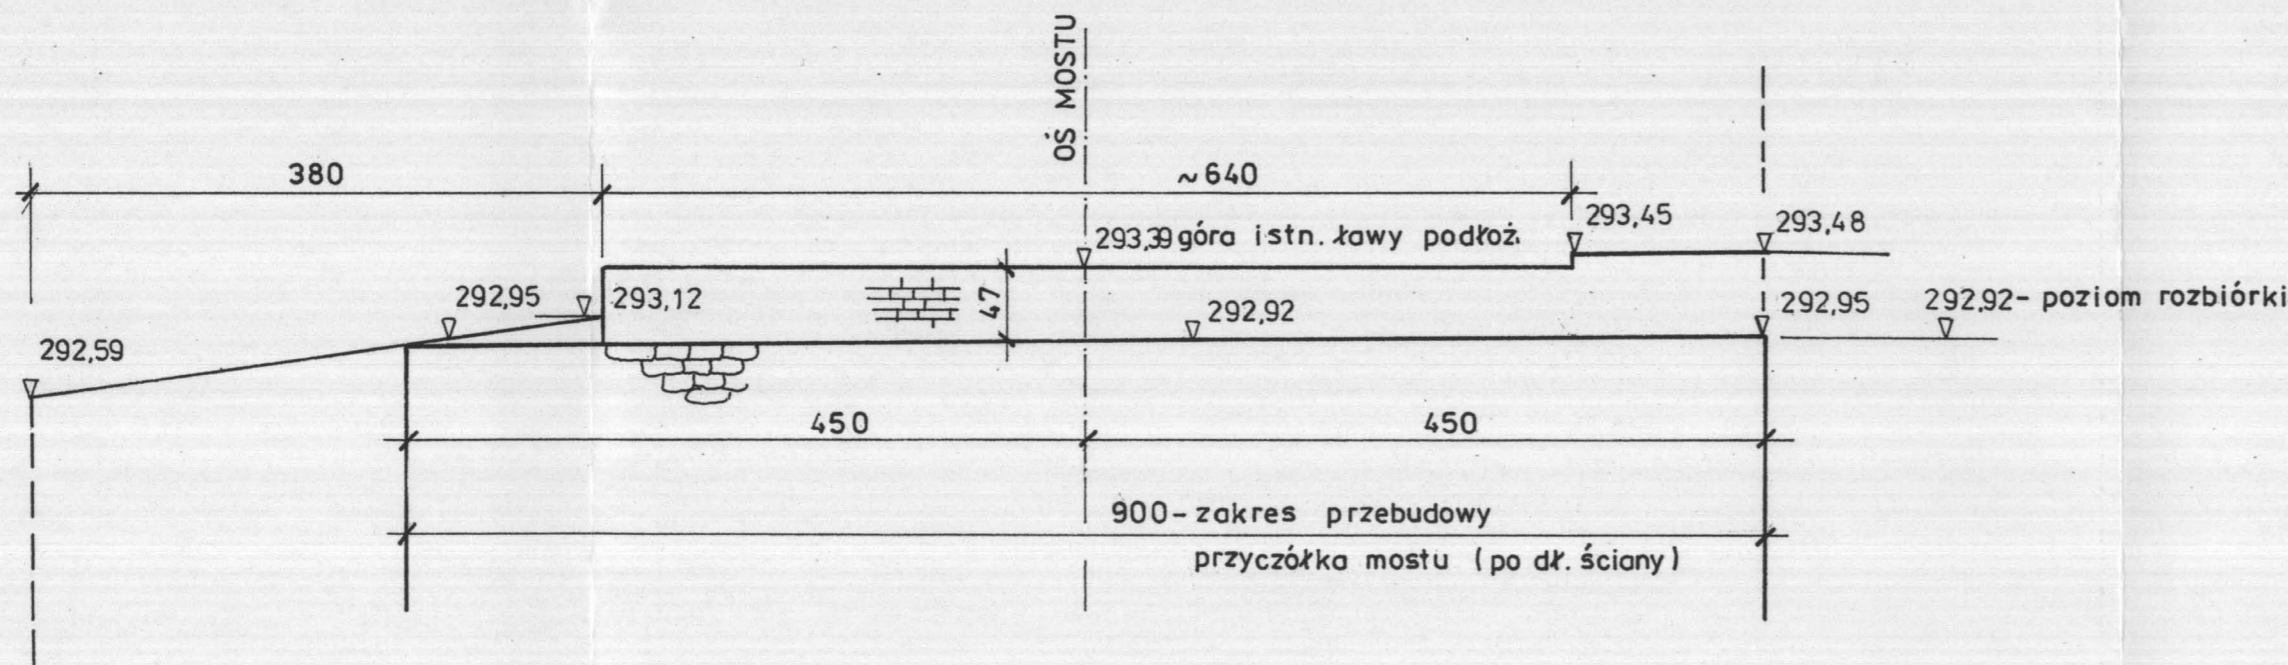 OŚ MOSTU
380
~640
293,45
293,48
293,39 góra istn. ławy podłoż.
292,95
293,12
47
292,92
292,95
292,92 - poziom rozbiórki
292,59
450
450
900 - zakres przebudowy
przyczółka mostu (po dł. ściany)